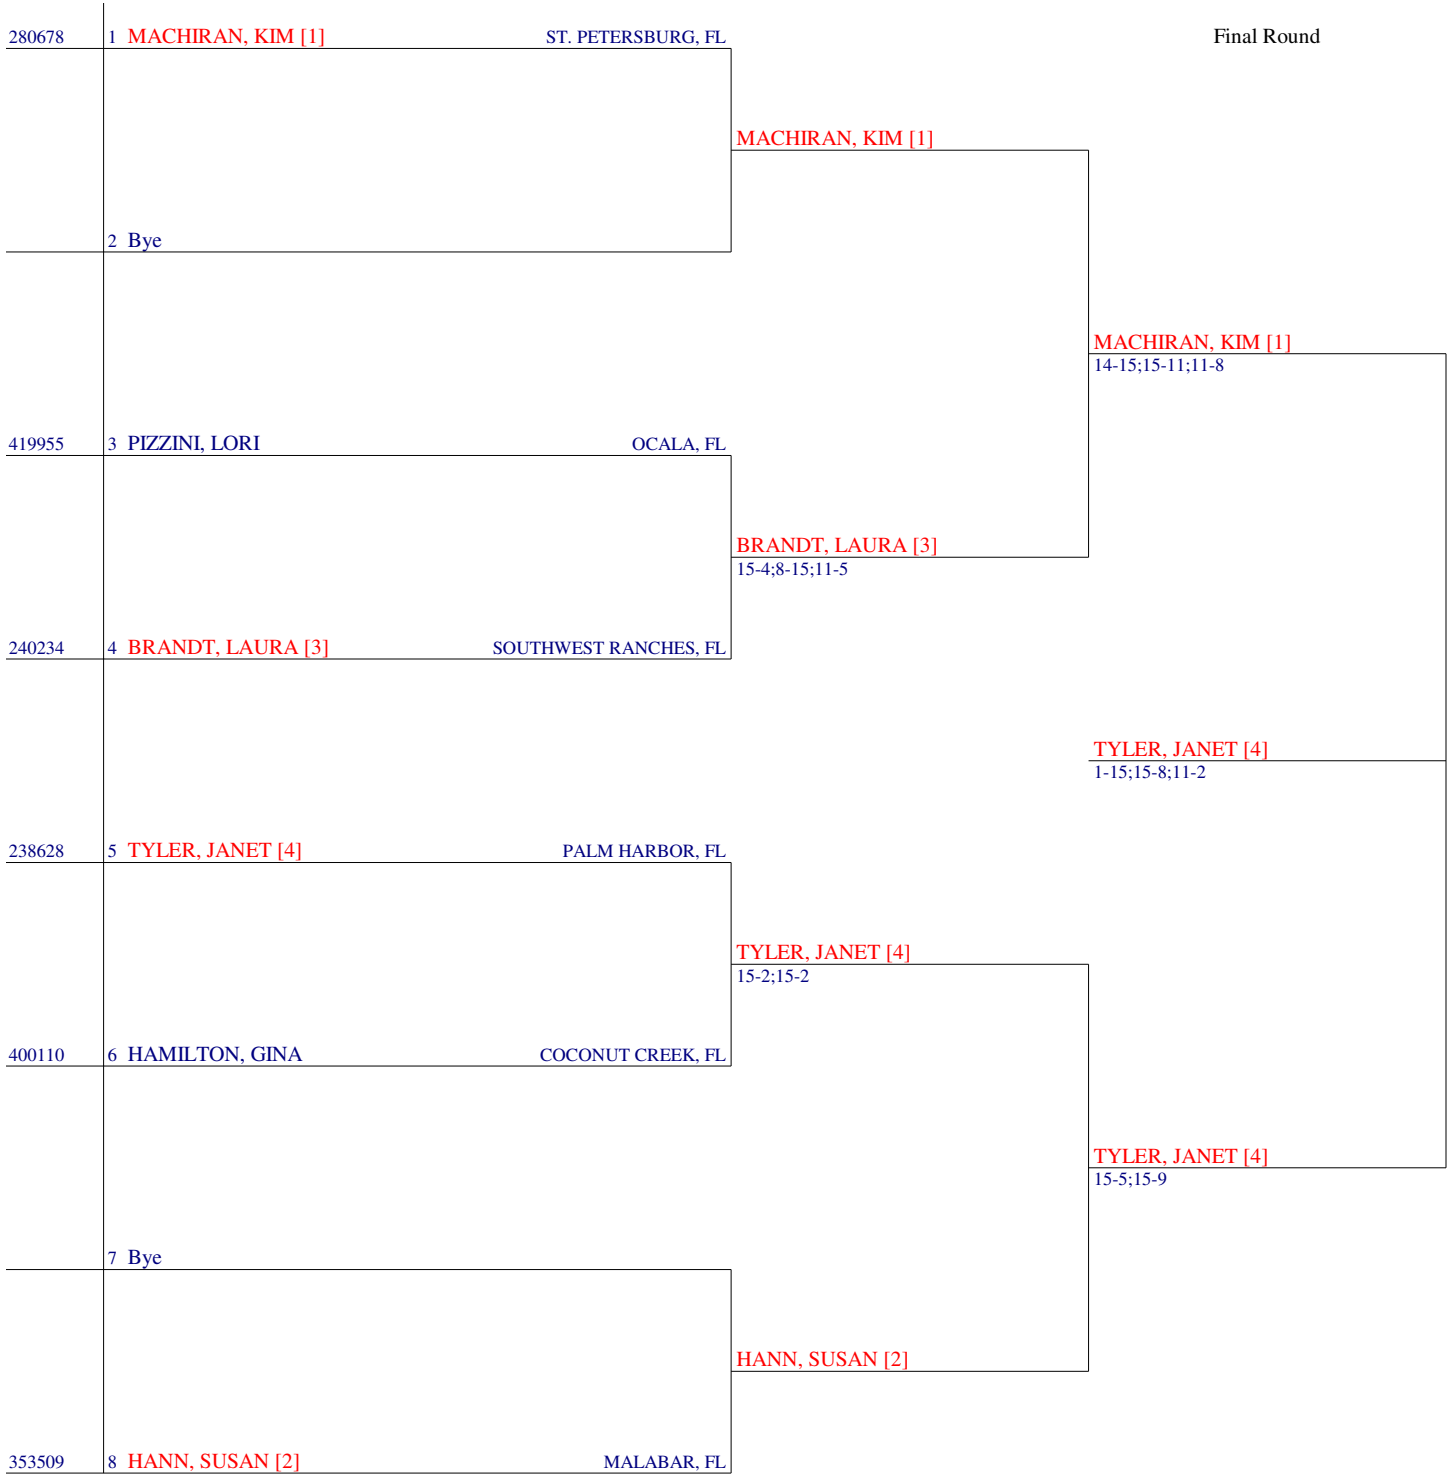 280678 1 MACHIRAN, KIM [1] ST. PETERSBURG, FL Final Round
MACHIRAN, KIM [1]
2 Bye
MACHIRAN, KIM [1]
14-15;15-11;11-8
419955 3 PIZZINI, LORI OCALA, FL
BRANDT, LAURA [3]
15-4;8-15;11-5
240234 4 BRANDT, LAURA [3] SOUTHWEST RANCHES, FL
TYLER, JANET [4]
1-15;15-8;11-2
238628 5 TYLER, JANET [4] PALM HARBOR, FL
TYLER, JANET [4]
15-2;15-2
400110 6 HAMILTON, GINA COCONUT CREEK, FL
TYLER, JANET [4]
15-5;15-9
7 Bye
HANN, SUSAN [2]
353509 8 HANN, SUSAN [2] MALABAR, FL